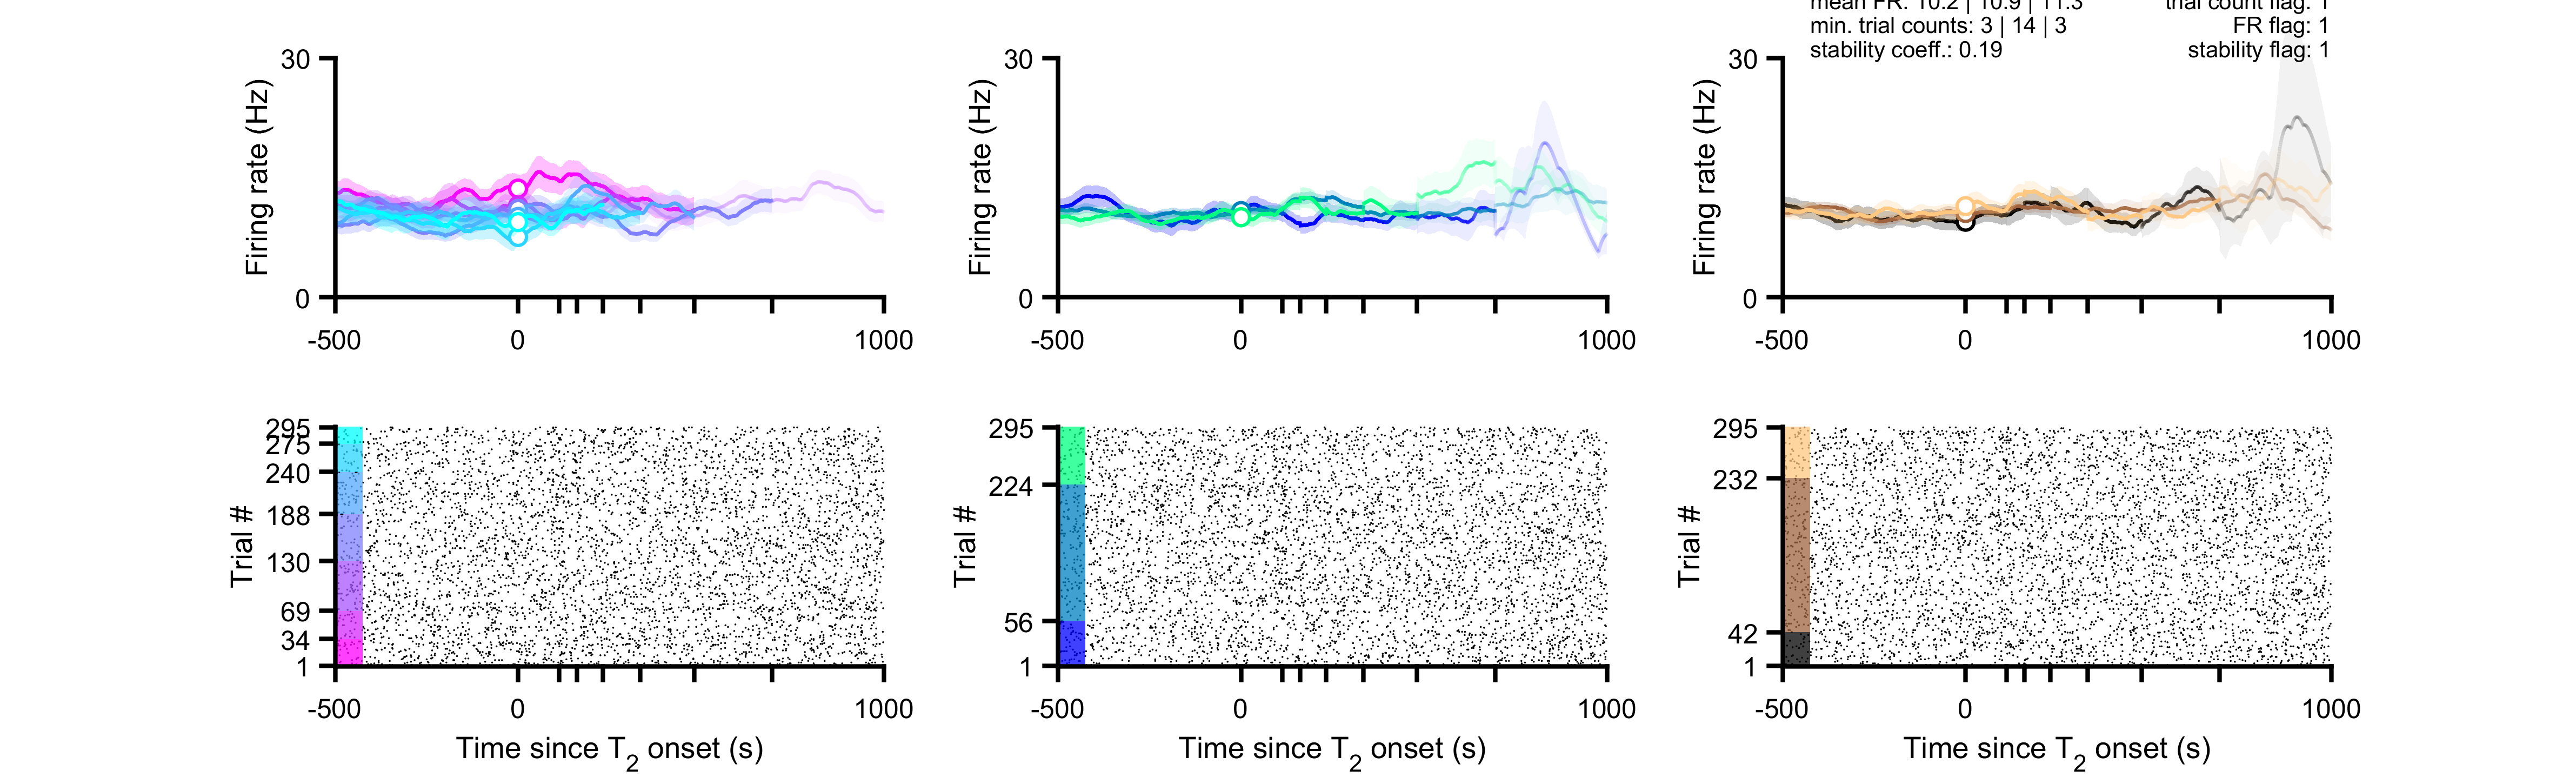 mean FR: 10.2 | 10.9 | 11.3 trial count flag: 1
min. trial counts: 3 | 14 | 3 FR flag: 1
stability coeff.: 0.19 stability flag: 1
30
0
Firing rate (Hz)
-500 0 1000
30
0
Firing rate (Hz)
-500 0 1000
30
0
Firing rate (Hz)
-500 0 1000
295
275
240
188
130
69
34
1
Trial #
-500 0 1000
Time since T2 onset (s)
295
224
56
1
Trial #
-500 0 1000
Time since T2 onset (s)
295
232
42
1
Trial #
-500 0 1000
Time since T2 onset (s)